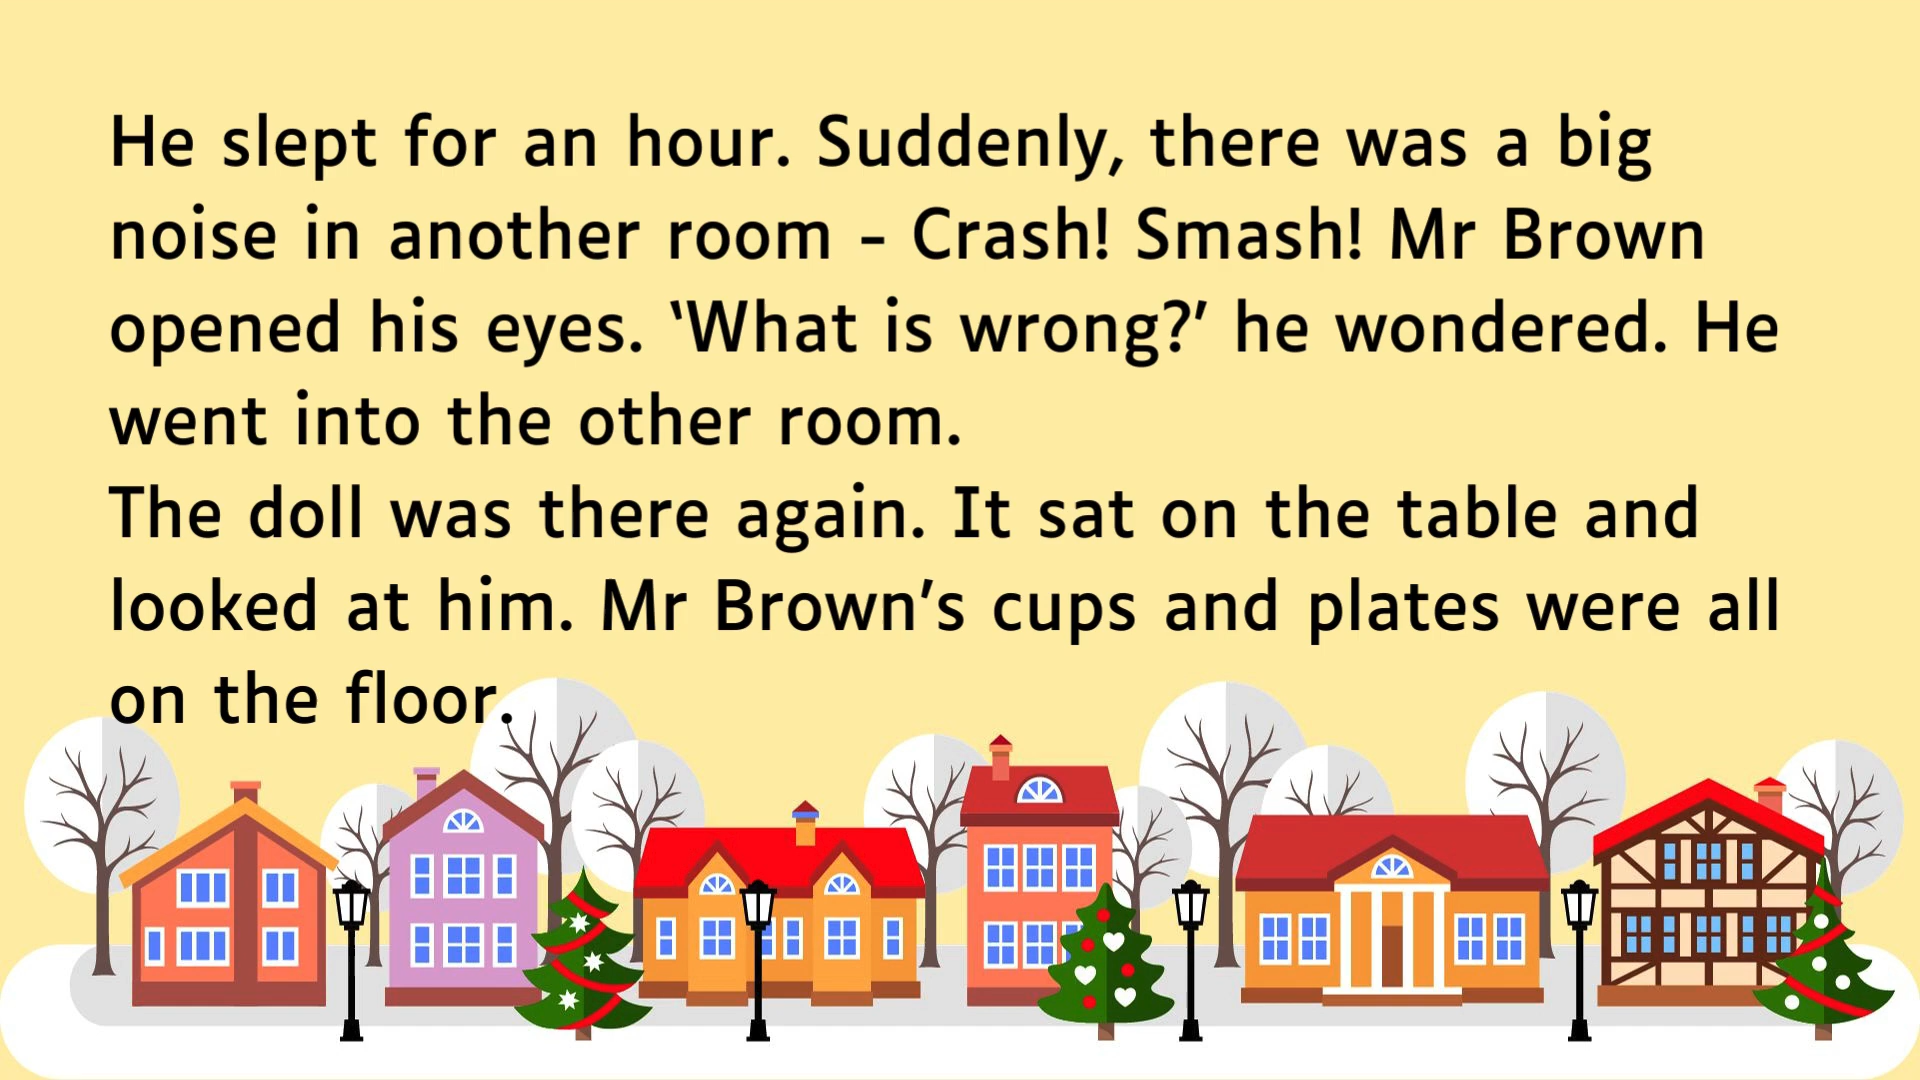 He slept for an hour. Suddenly, there was a big
noise in another room - Crash! Smash! Mr Brown
opened his eyes. ‘What is wrong?’ he wondered. He
went into the other room.
The doll was there again. It sat on the table and
looked at him. Mr Brown’s cups and plates were all
on the floor.